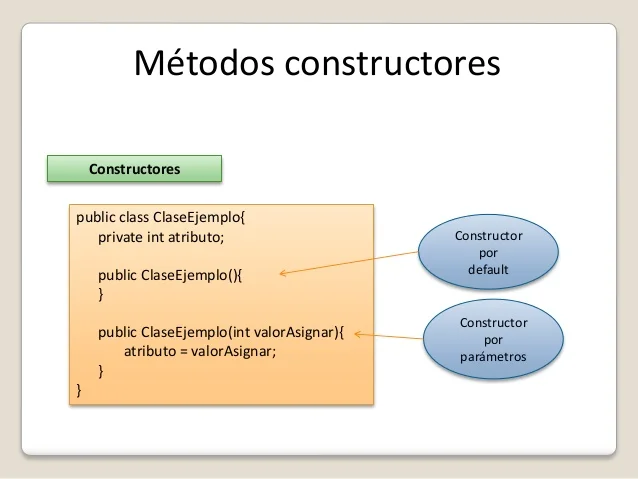 Métodos constructores
Constructores
public class ClaseEjemplo{
private int atributo;
public ClaseEjemplo(){
}
public ClaseEjemplo(int valorAsignar){
atributo = valorAsignar;
}
}
Constructor
por
default
Constructor
por
parámetros